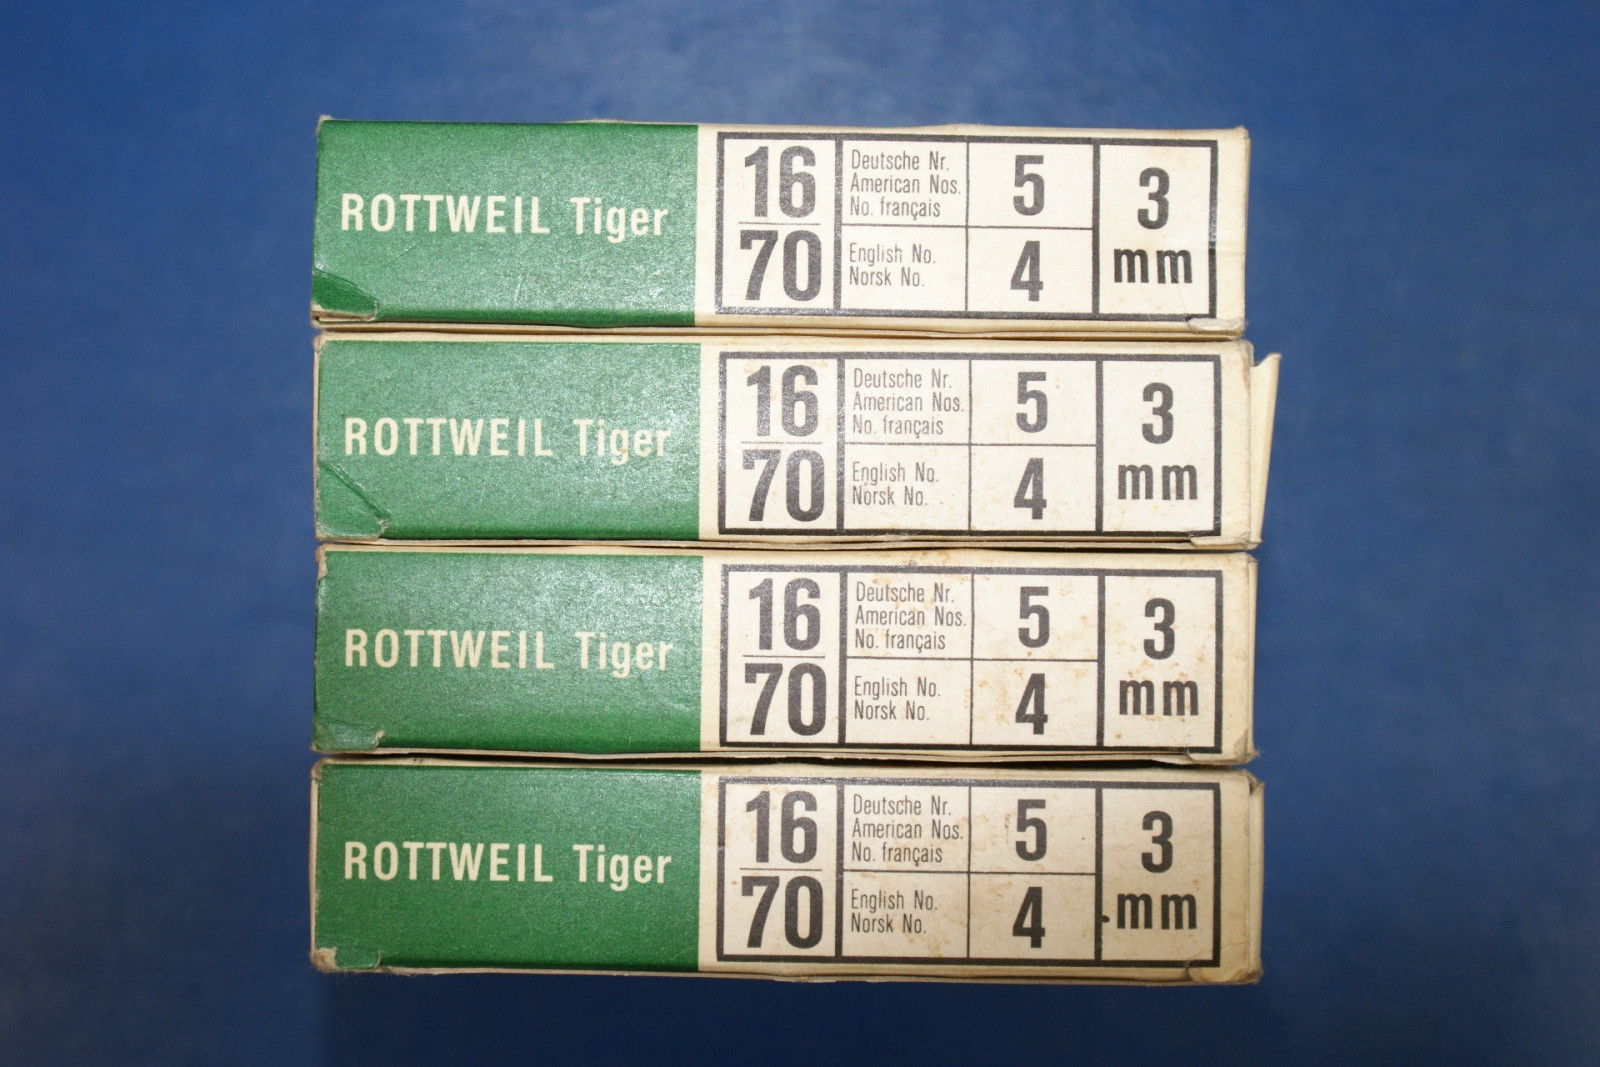 ROTTWEIL Tiger
16
70
Deutsche Nr.
American Nos.
No. français
5
English No.
Norsk No.
4
3
mm
ROTTWEIL Tiger
16
70
Deutsche Nr.
American Nos.
No. français
5
English No.
Norsk No.
4
3
mm
ROTTWEIL Tiger
16
70
Deutsche Nr.
American Nos.
No. français
5
English No.
Norsk No.
4
3
mm
ROTTWEIL Tiger
16
70
Deutsche Nr.
American Nos.
No. français
5
English No.
Norsk No.
4
3
mm